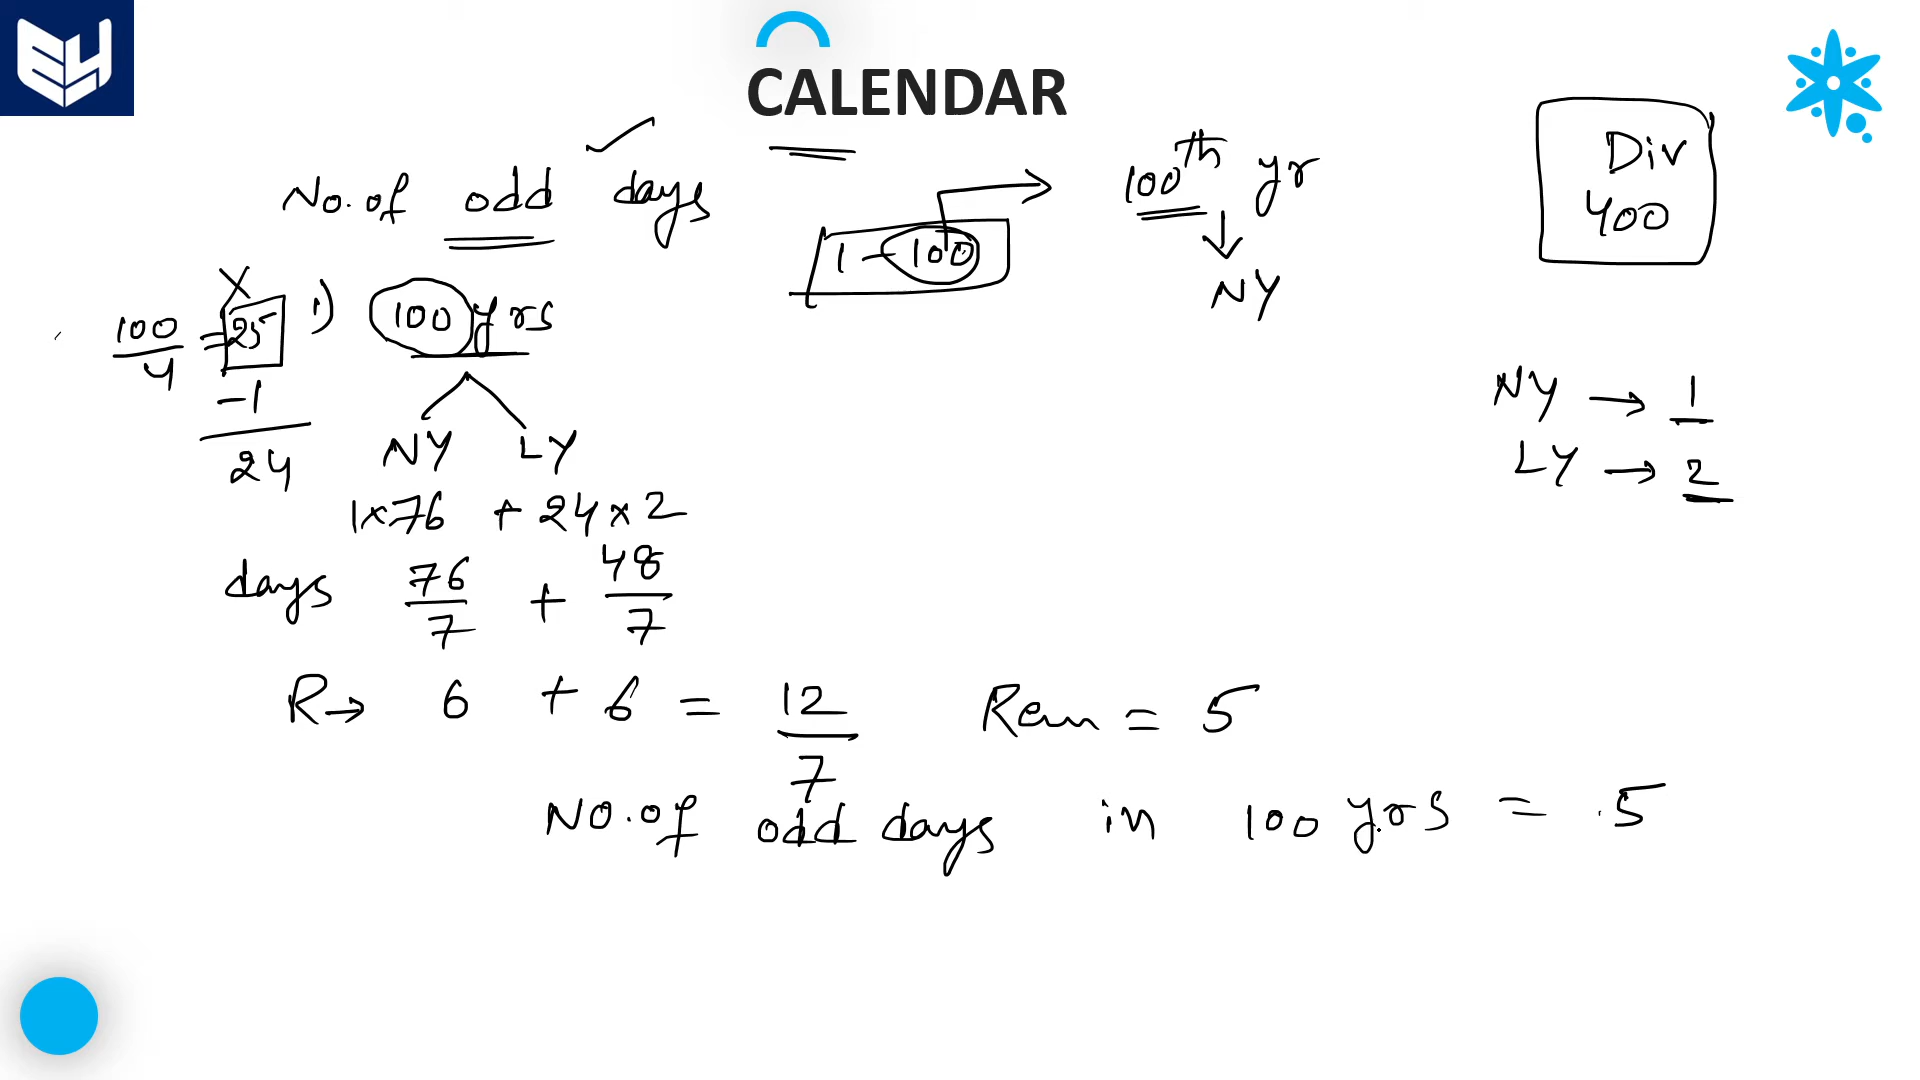 CALENDAR
No. of odd days
1 - 100
100th yr
NY
Div
400
100/4 = 25
-1
24
1) 100 yrs
NY LY
1×76 + 24×2
days 76/7 + 48/7
R→ 6 + 6 = 12/7 Rem = 5
NO. of odd days in 100 yrs = 5
NY → 1
LY → 2